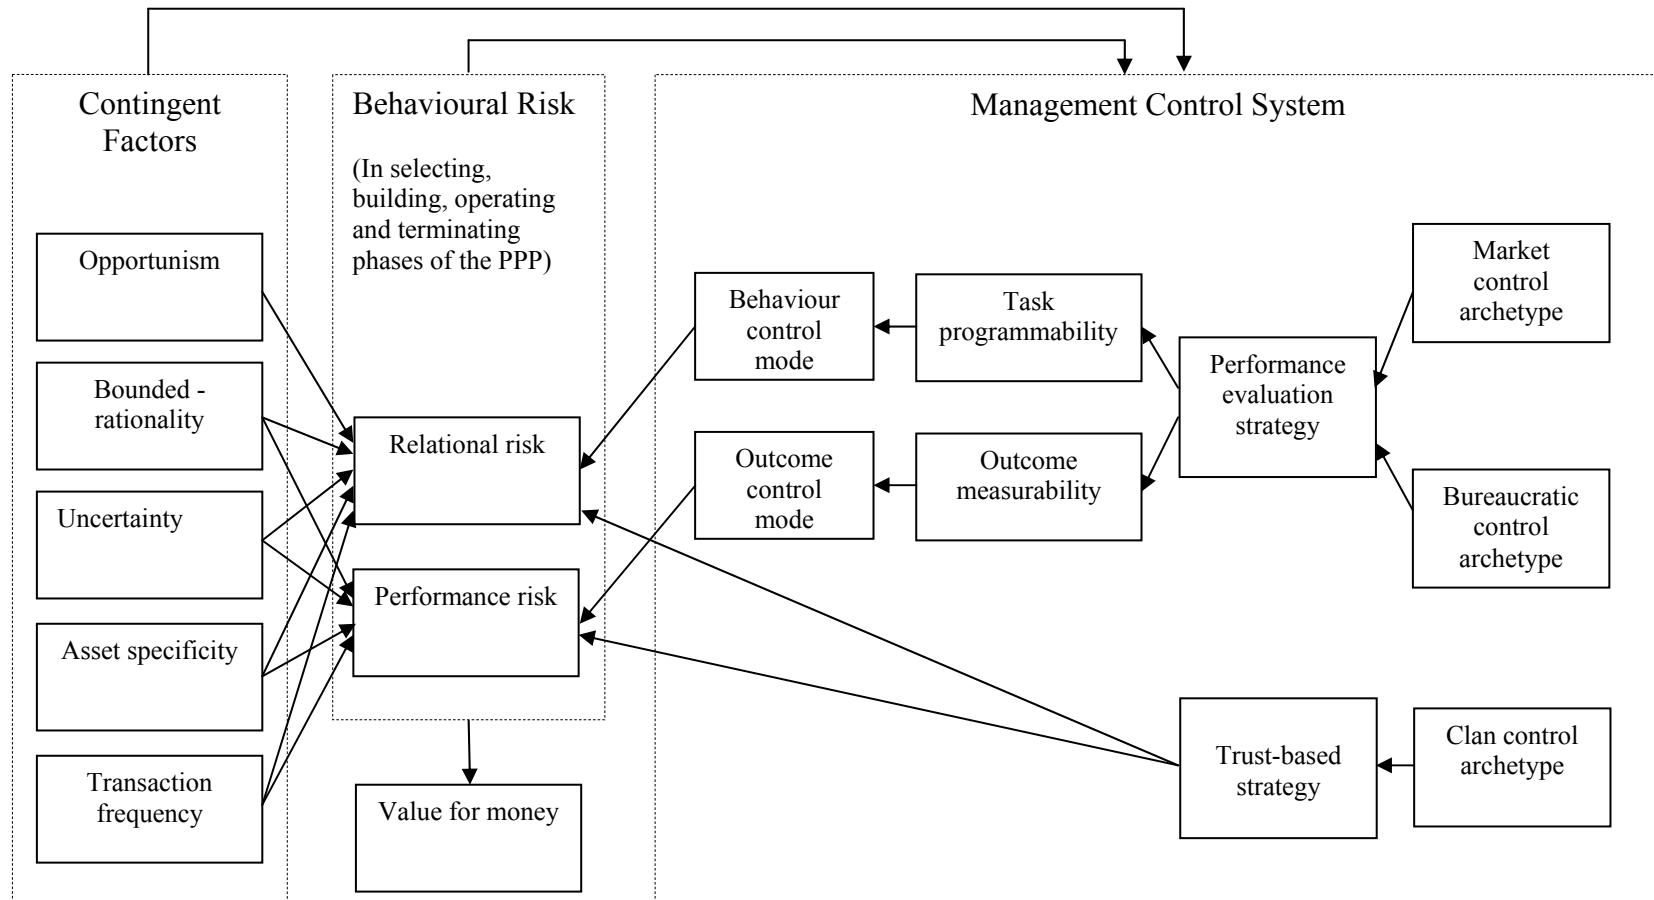 Contingent
Factors
Opportunism
Bounded -
rationality
Uncertainty
Asset specificity
Transaction
frequency
Behavioural Risk
(In selecting,
building, operating
and terminating
phases of the PPP)
Relational risk
Performance risk
Value for money
Management Control System
Behaviour
control
mode
Task
programmability
Outcome
control
mode
Outcome
measurability
Performance
evaluation
strategy
Market
control
archetype
Bureaucratic
control
archetype
Trust-based
strategy
Clan control
archetype